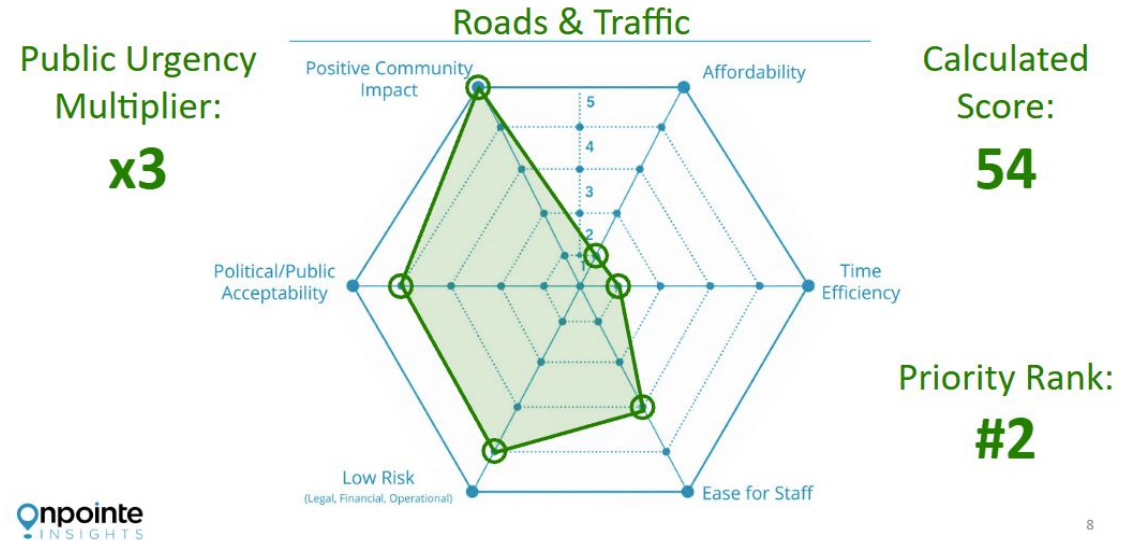 Roads & Traffic
Public Urgency
Multiplier:
x3
Positive Community
Impact
Affordability
Calculated
Score:
54
5
4
3
2
1
Political/Public
Acceptability
Time
Efficiency
Priority Rank:
#2
Low Risk
(Legal, Financial, Operational)
Ease for Staff
Onpointe
INSIGHTS
8